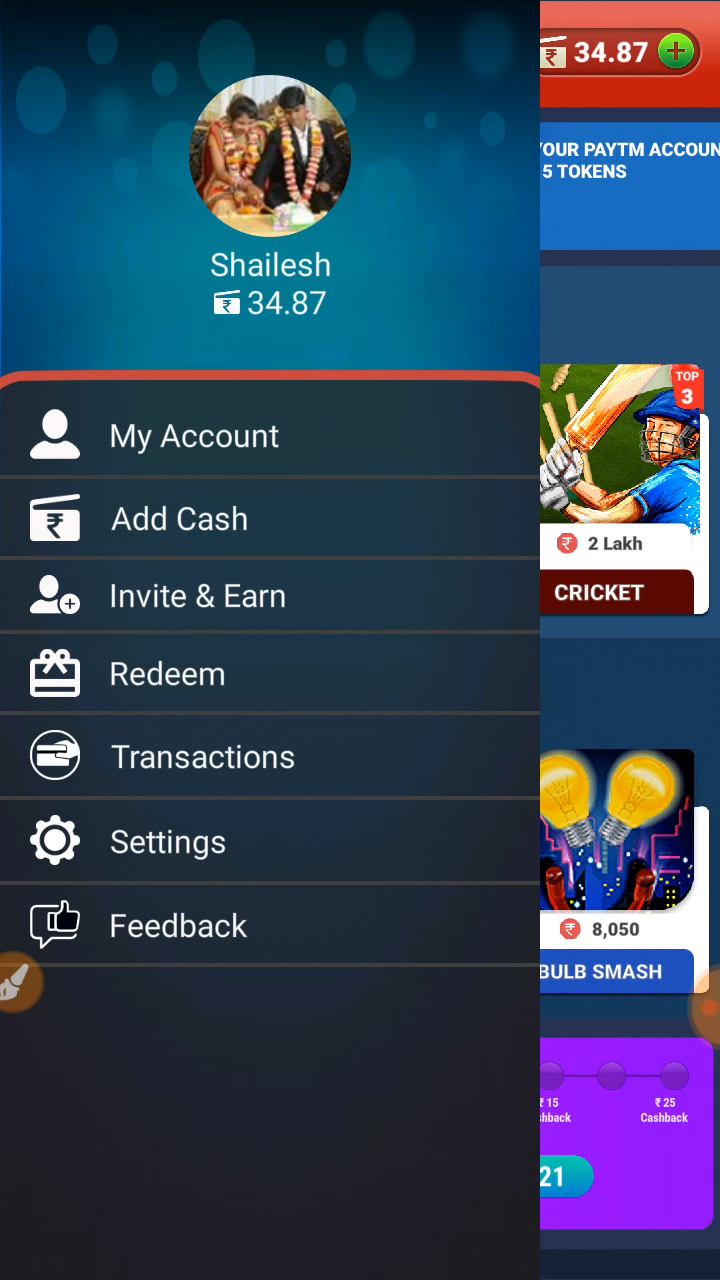 Shailesh
₹ 34.87
My Account
₹
Add Cash
Invite & Earn
Redeem
Transactions
Settings
Feedback
₹ 34.87 +
YOUR PAYTM ACCOUN
5 TOKENS
TOP
3
₹ 2 Lakh
CRICKET
₹ 8,050
BULB SMASH
₹ 15
₹ 25
shback
Cashback
21